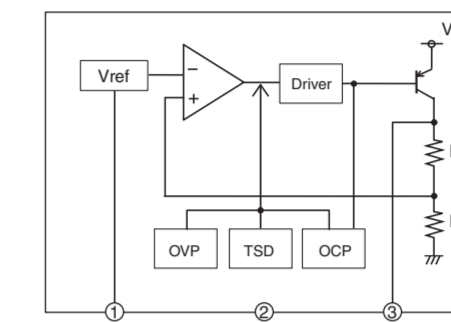 V
Vref
−
+
Driver
OVP
TSD
OCP
①
②
③